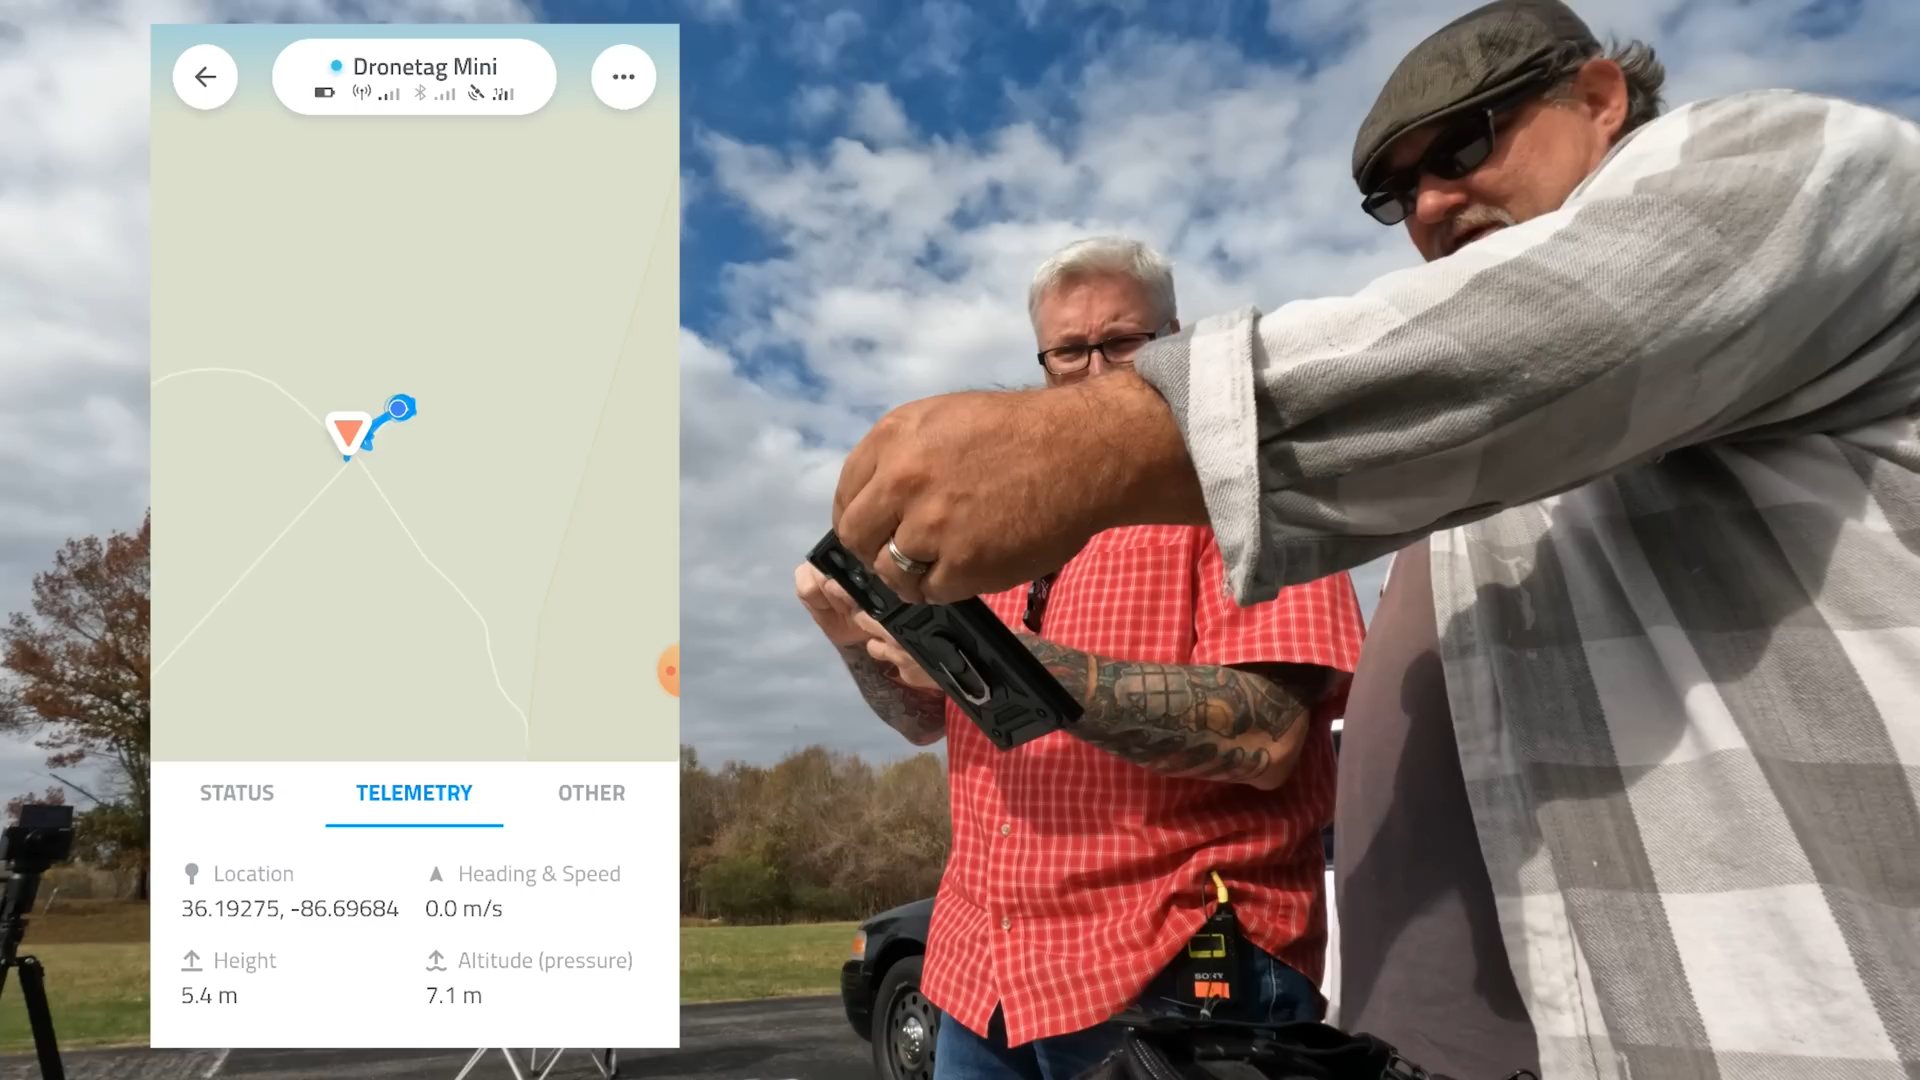 Dronetag Mini
STATUS
TELEMETRY
OTHER
Location
36.19275, -86.69684
Heading & Speed
0.0 m/s
Height
5.4 m
Altitude (pressure)
7.1 m
SONY